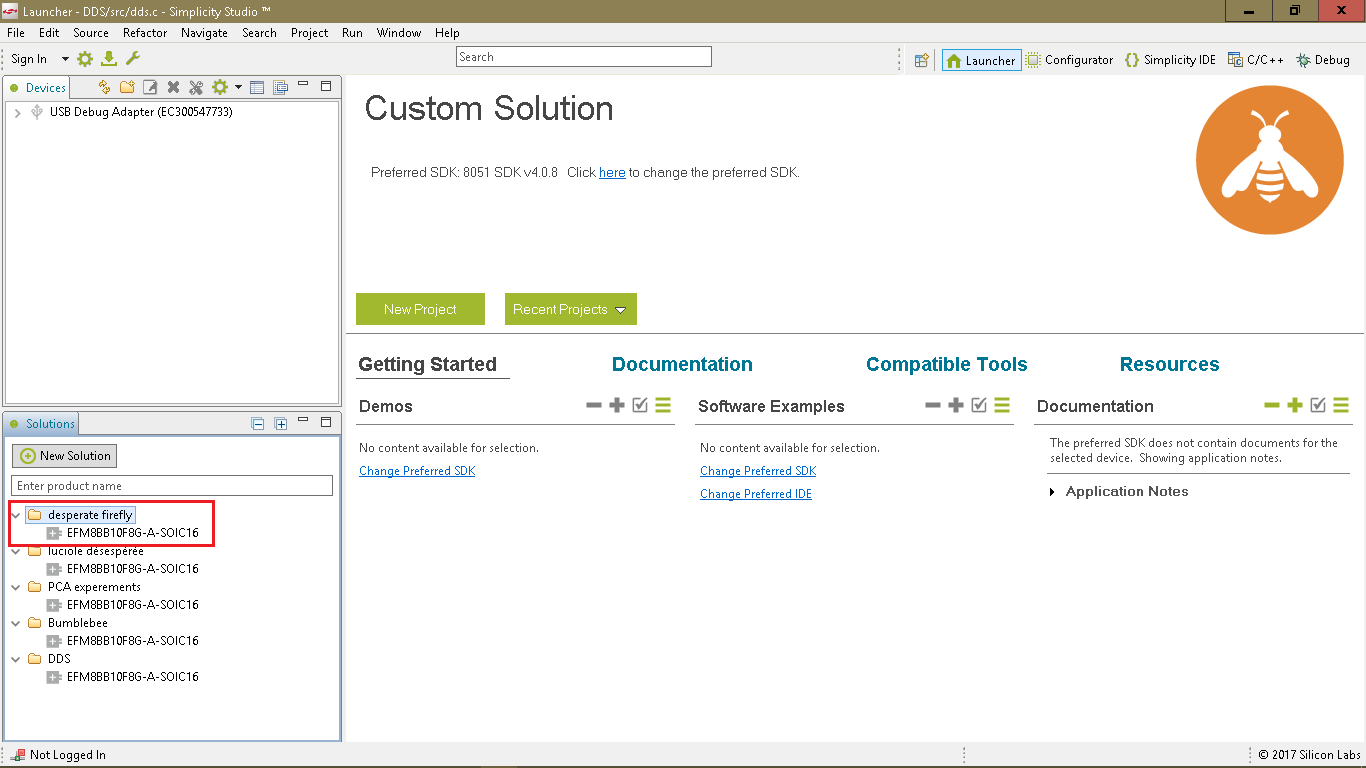 Launcher - DDS/src/dds.c - Simplicity Studio ™
File Edit Source Refactor Navigate Search Project Run Window Help
Sign In
Search
Launcher Configurator Simplicity IDE C/C++ Debug
Devices
USB Debug Adapter (EC300547733)
Custom Solution
Preferred SDK: 8051 SDK v4.0.8 Click here to change the preferred SDK.
New Project Recent Projects
Getting Started Documentation Compatible Tools Resources
Demos
No content available for selection.
Change Preferred SDK
Software Examples
No content available for selection.
Change Preferred SDK
Change Preferred IDE
Documentation
The preferred SDK does not contain documents for the
selected device. Showing application notes.
Application Notes
Solutions
New Solution
Enter product name
desperate firefly
EFM8BB10F8G-A-SOIC16
luciole désespérée
EFM8BB10F8G-A-SOIC16
PCA experements
EFM8BB10F8G-A-SOIC16
Bumblebee
EFM8BB10F8G-A-SOIC16
DDS
EFM8BB10F8G-A-SOIC16
Not Logged In
© 2017 Silicon Labs